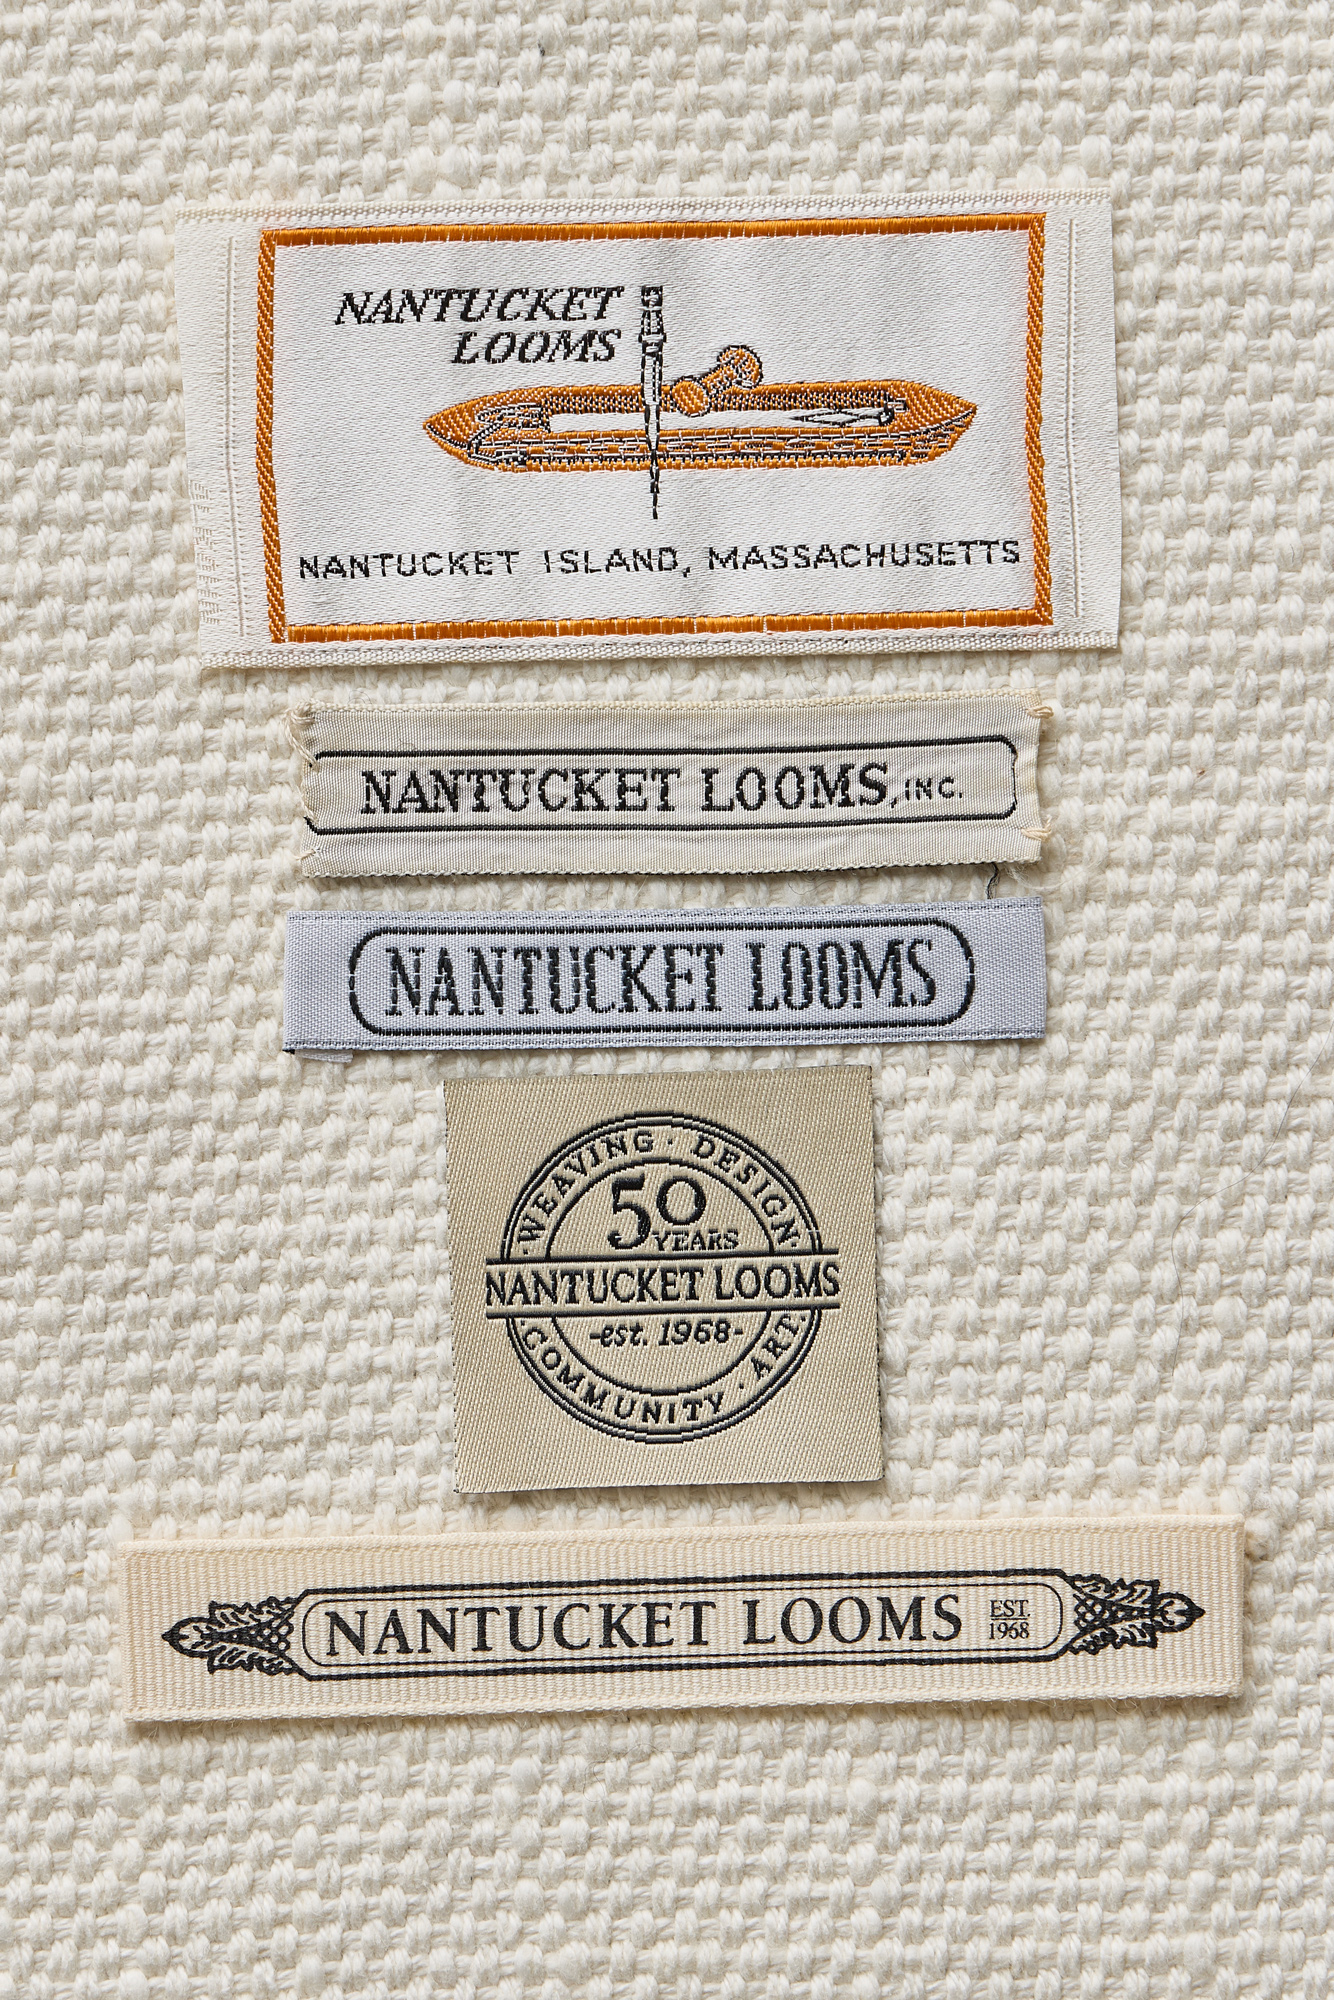 NANTUCKET
LOOMS
NANTUCKET ISLAND, MASSACHUSETTS
NANTUCKET LOOMS, INC.
NANTUCKET LOOMS
· WEAVING · DESIGN ·
50
YEARS
NANTUCKET LOOMS
-est. 1968-
· COMMUNITY · ART ·
NANTUCKET LOOMS
EST.
1968